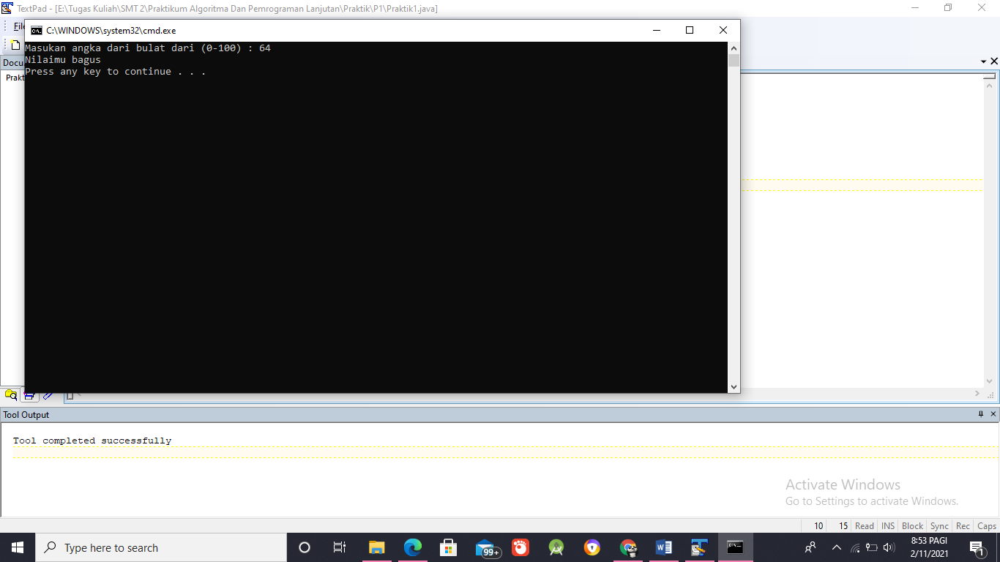 TextPad - [E:\Tugas Kuliah\SMT 2\Praktikum Algoritma Dan Pemrograman Lanjutan\Praktik\P1\Praktik1.java]
File
C:\WINDOWS\system32\cmd.exe
Masukan angka dari bulat dari (0-100) : 64
Nilaimu bagus
Press any key to continue . . .
Docu
Prakt
Tool Output
Tool completed successfully
Activate Windows
Go to Settings to activate Windows.
10 15 Read INS Block Sync Rec Caps
Type here to search
99+
8:53 PAGI
2/11/2021
1